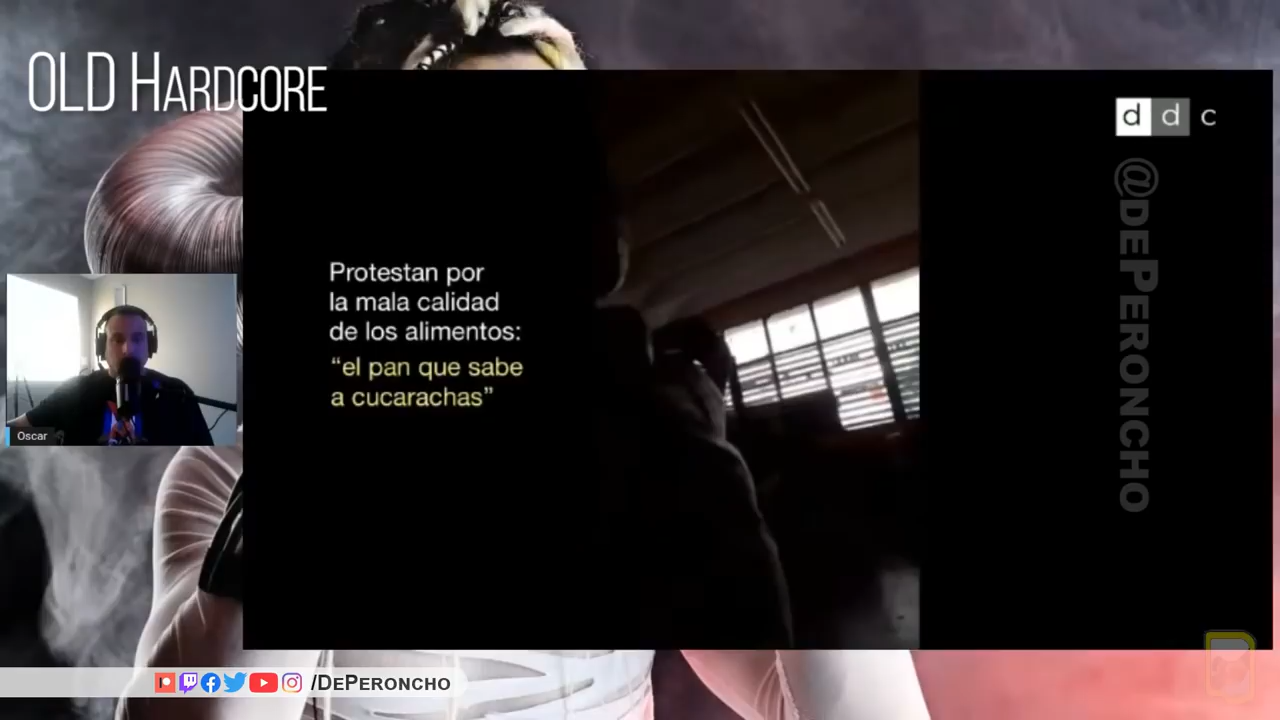 OLD HARDCORE
d d c
@DEPERONCHO
Protestan por
la mala calidad
de los alimentos:
“el pan que sabe
a cucarachas”
Oscar
/DEPERONCHO